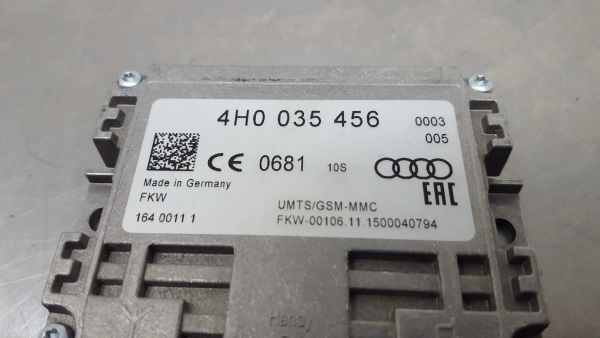 4H0 035 456 0003
005
CE 0681 10S
Made in Germany EAC
FKW UMTS/GSM-MMC
164 0011 1 FKW-00106.11.1500040794
Handy